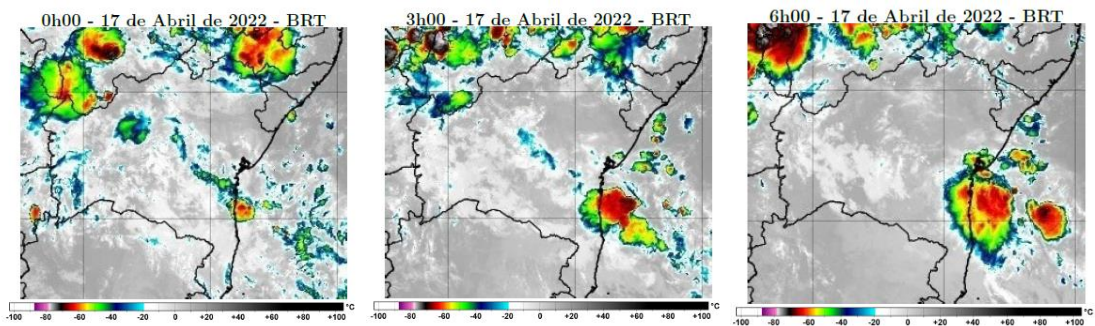 0h00 - 17 de Abril de 2022 - BRT
-100 -80 -60 -40 -20 0 +20 +40 +60 +80 +100 °C
3h00 - 17 de Abril de 2022 - BRT
-100 -80 -60 -40 -20 0 +20 +40 +60 +80 +100 °C
6h00 - 17 de Abril de 2022 - BRT
-100 -80 -60 -40 -20 0 +20 +40 +60 +80 +100 °C